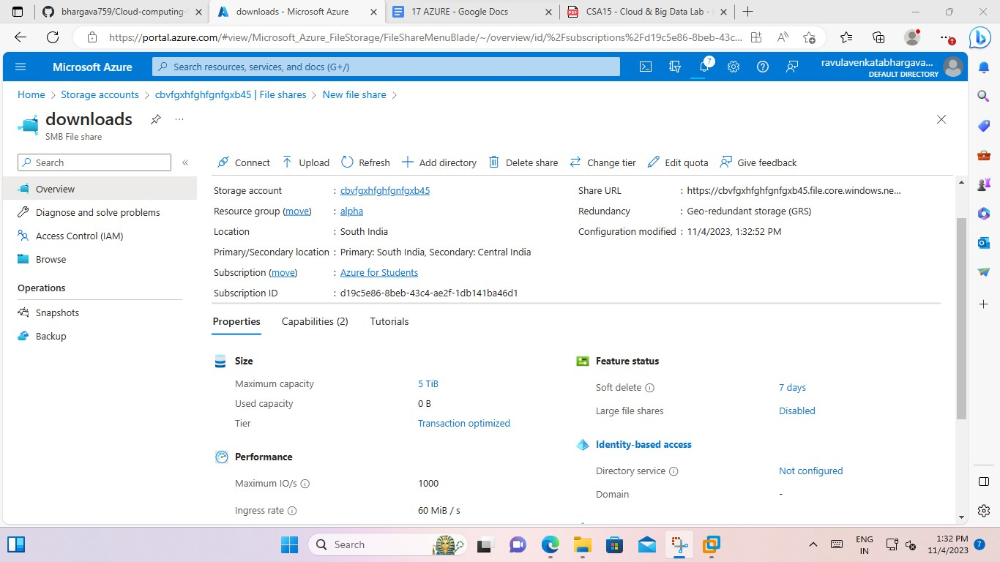 bhargava759/Cloud-computing-
downloads - Microsoft Azure
17 AZURE - Google Docs
CSA15 - Cloud & Big Data Lab -
https://portal.azure.com/#view/Microsoft_Azure_FileStorage/FileShareMenuBlade/~/overview/id/%2Fsubscriptions%2Fd19c5e86-8beb-43c...
Microsoft Azure
Search resources, services, and docs (G+/)
7
ravulavenkatabhargava...
DEFAULT DIRECTORY
Home > Storage accounts > cbvfgxhfghfgnfgxb45 | File shares > New file share >
downloads
...
SMB File share
Search
«
Connect
Upload
Refresh
Add directory
Delete share
Change tier
Edit quota
Give feedback
Overview
Diagnose and solve problems
Access Control (IAM)
Browse
Operations
Snapshots
Backup
Storage account : cbvfgxhfghfgnfgxb45
Resource group (move) : alpha
Location : South India
Primary/Secondary location : Primary: South India, Secondary: Central India
Subscription (move) : Azure for Students
Subscription ID : d19c5e86-8beb-43c4-ae2f-1db141ba46d1
Share URL : https://cbvfgxhfghfgnfgxb45.file.core.windows.ne...
Redundancy : Geo-redundant storage (GRS)
Configuration modified : 11/4/2023, 1:32:52 PM
Properties
Capabilities (2)
Tutorials
Size
Maximum capacity 5 TiB
Used capacity 0 B
Tier Transaction optimized
Performance
Maximum IO/s 1000
Ingress rate 60 MiB / s
Feature status
Soft delete 7 days
Large file shares Disabled
Identity-based access
Directory service Not configured
Domain -
Search
ENG
IN
1:32 PM
11/4/2023
7